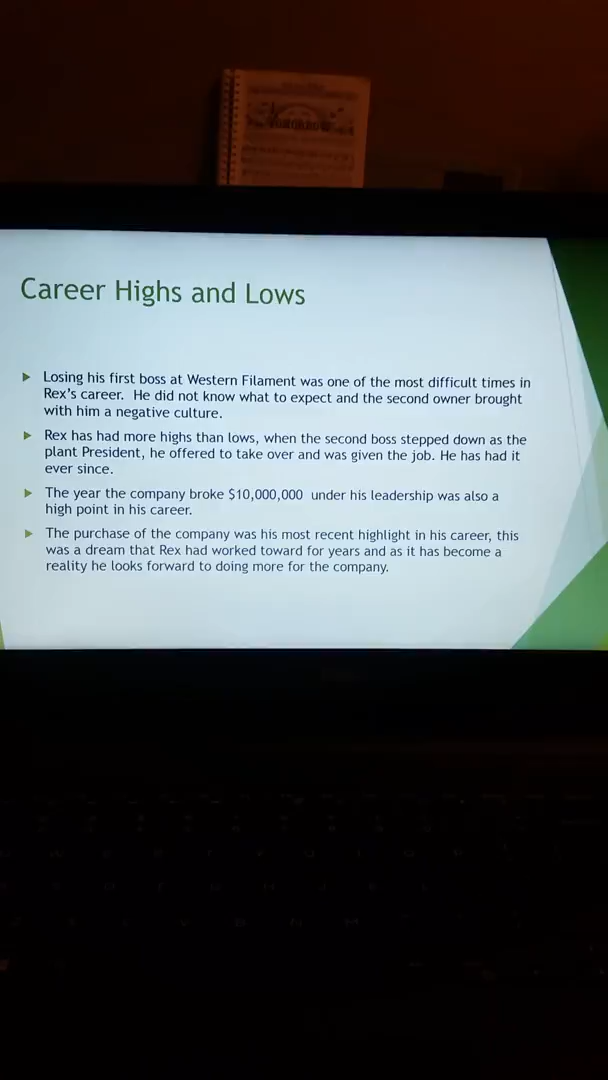 Career Highs and Lows
Losing his first boss at Western Filament was one of the most difficult times in
Rex's career.  He did not know what to expect and the second owner brought
with him a negative culture.
Rex has had more highs than lows, when the second boss stepped down as the
plant President, he offered to take over and was given the job. He has had it
ever since.
The year the company broke $10,000,000  under his leadership was also a
high point in his career.
The purchase of the company was his most recent highlight in his career, this
was a dream that Rex had worked toward for years and as it has become a
reality he looks forward to doing more for the company.